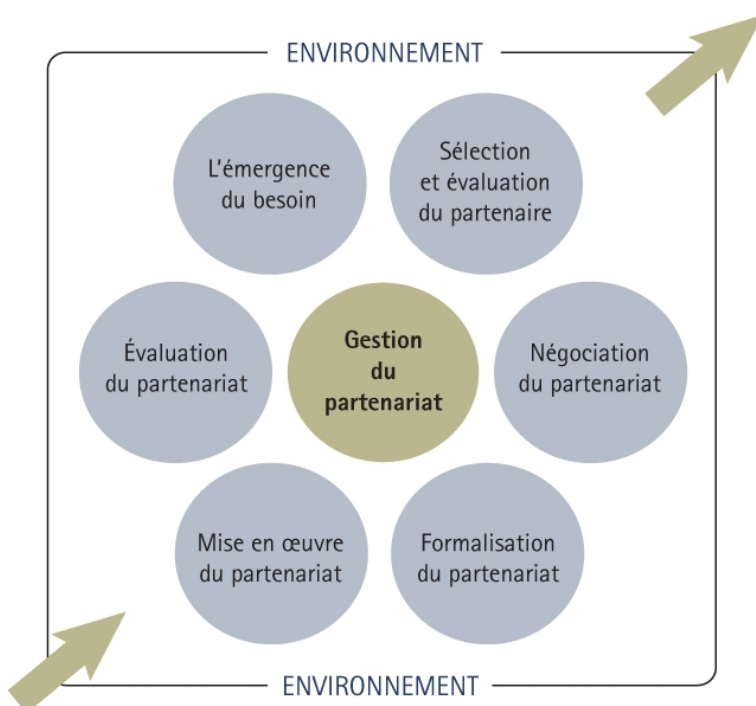 ENVIRONNEMENT
L'émergence
du besoin
Sélection
et évaluation
du partenaire
Évaluation
du partenariat
Gestion
du
partenariat
Négociation
du partenariat
Mise en œuvre
du partenariat
Formalisation
du partenariat
ENVIRONNEMENT